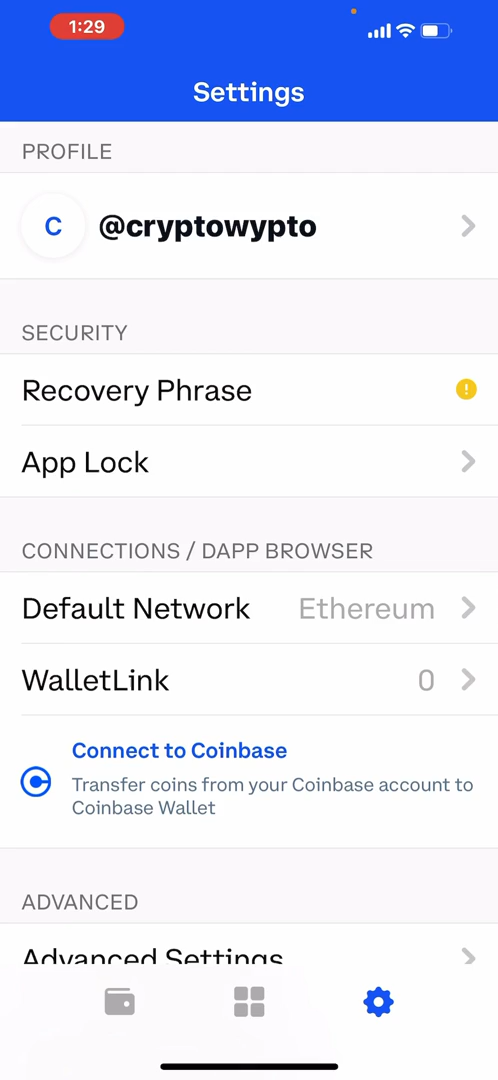 1:29
Settings
PROFILE
C
@cryptowypto
SECURITY
Recovery Phrase
App Lock
CONNECTIONS / DAPP BROWSER
Default Network Ethereum
WalletLink 0
Connect to Coinbase
Transfer coins from your Coinbase account to
Coinbase Wallet
ADVANCED
Advanced Settings